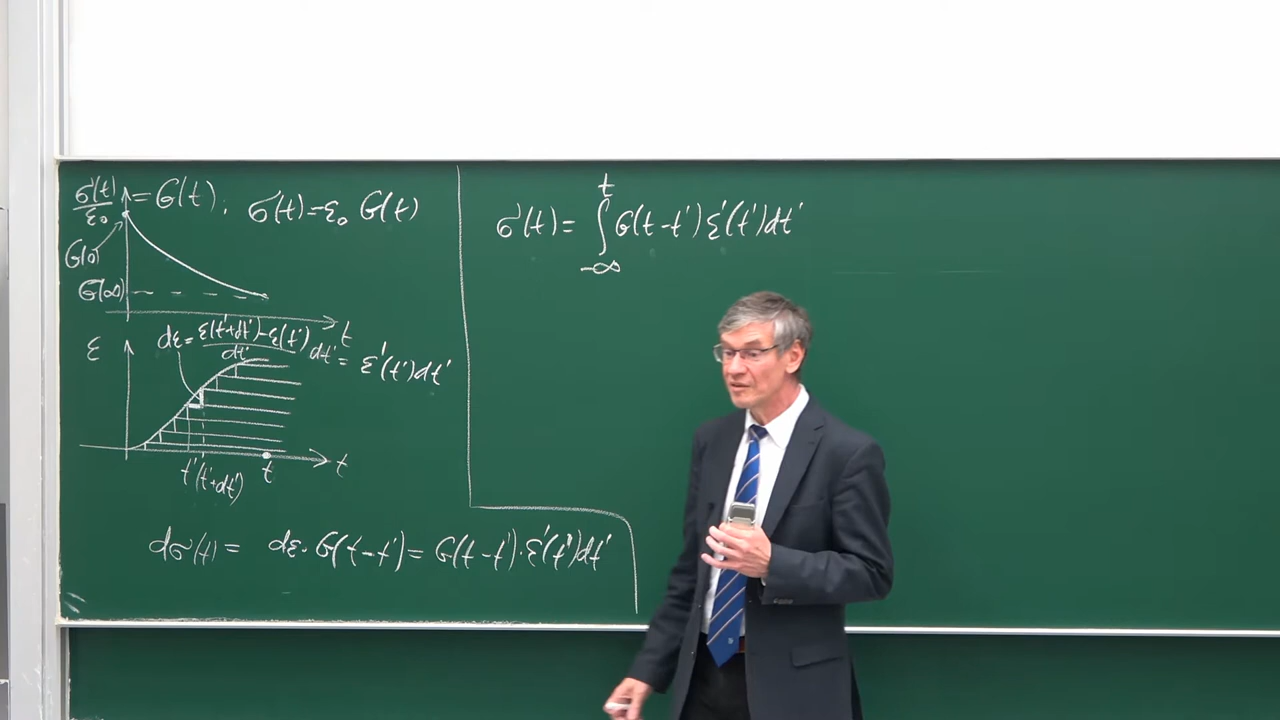 σ(t)/ε₀ = G(t), σ(t)=ε₀ G(t)
G(0)
G(∞)
t
ε
dε = (ε(t'+dt')-ε(t'))/dt' dt' = ε'(t')dt'
t' (t'+dt') t
t
dσ(t) = dε · G(t-t') = G(t-t') · ε'(t')dt'
σ(t) = ∫_{-∞}^{t} G(t-t') ε'(t')dt'